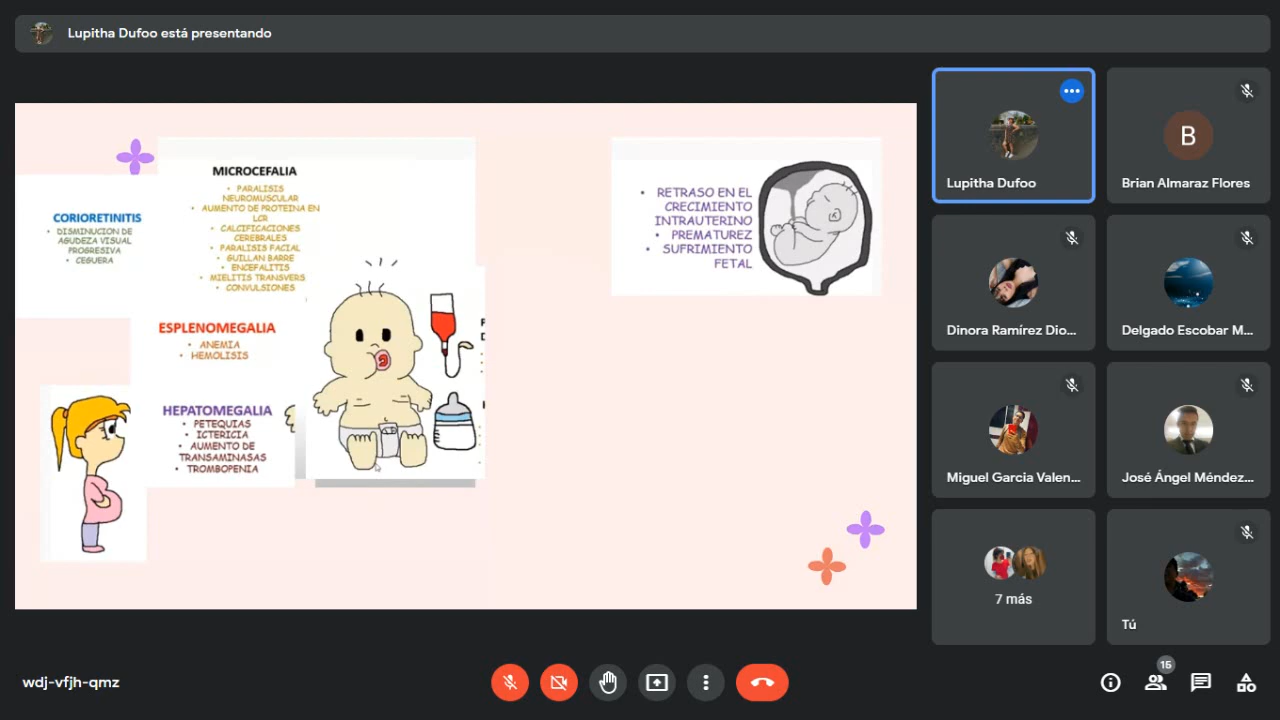 Lupitha Dufoo está presentando
MICROCEFALIA
• PARALISIS
NEUROMUSCULAR
• AUMENTO DE PROTEINA EN
LCR
• CALCIFICACIONES
CEREBRALES
• PARALISIS FACIAL
• GUILLAN BARRE
• ENCEFALITIS
• MIELITIS TRANSVERS
• CONVULSIONES
CORIORETINITIS
• DISMINUCION DE
AGUDEZA VISUAL
PROGRESIVA
• CEGUERA
ESPLENOMEGALIA
• ANEMIA
• HEMOLISIS
HEPATOMEGALIA
• PETEQUIAS
• ICTERICIA
• AUMENTO DE
TRANSAMINASAS
• TROMBOPENIA
• RETRASO EN EL
CRECIMIENTO
INTRAUTERINO
• PREMATUREZ
• SUFRIMIENTO
FETAL
Lupitha Dufoo
B
Brian Almaraz Flores
Dinora Ramírez Dio...
Delgado Escobar M...
Miguel Garcia Valen...
José Ángel Méndez...
7 más
Tú
wdj-vfjh-qmz
15